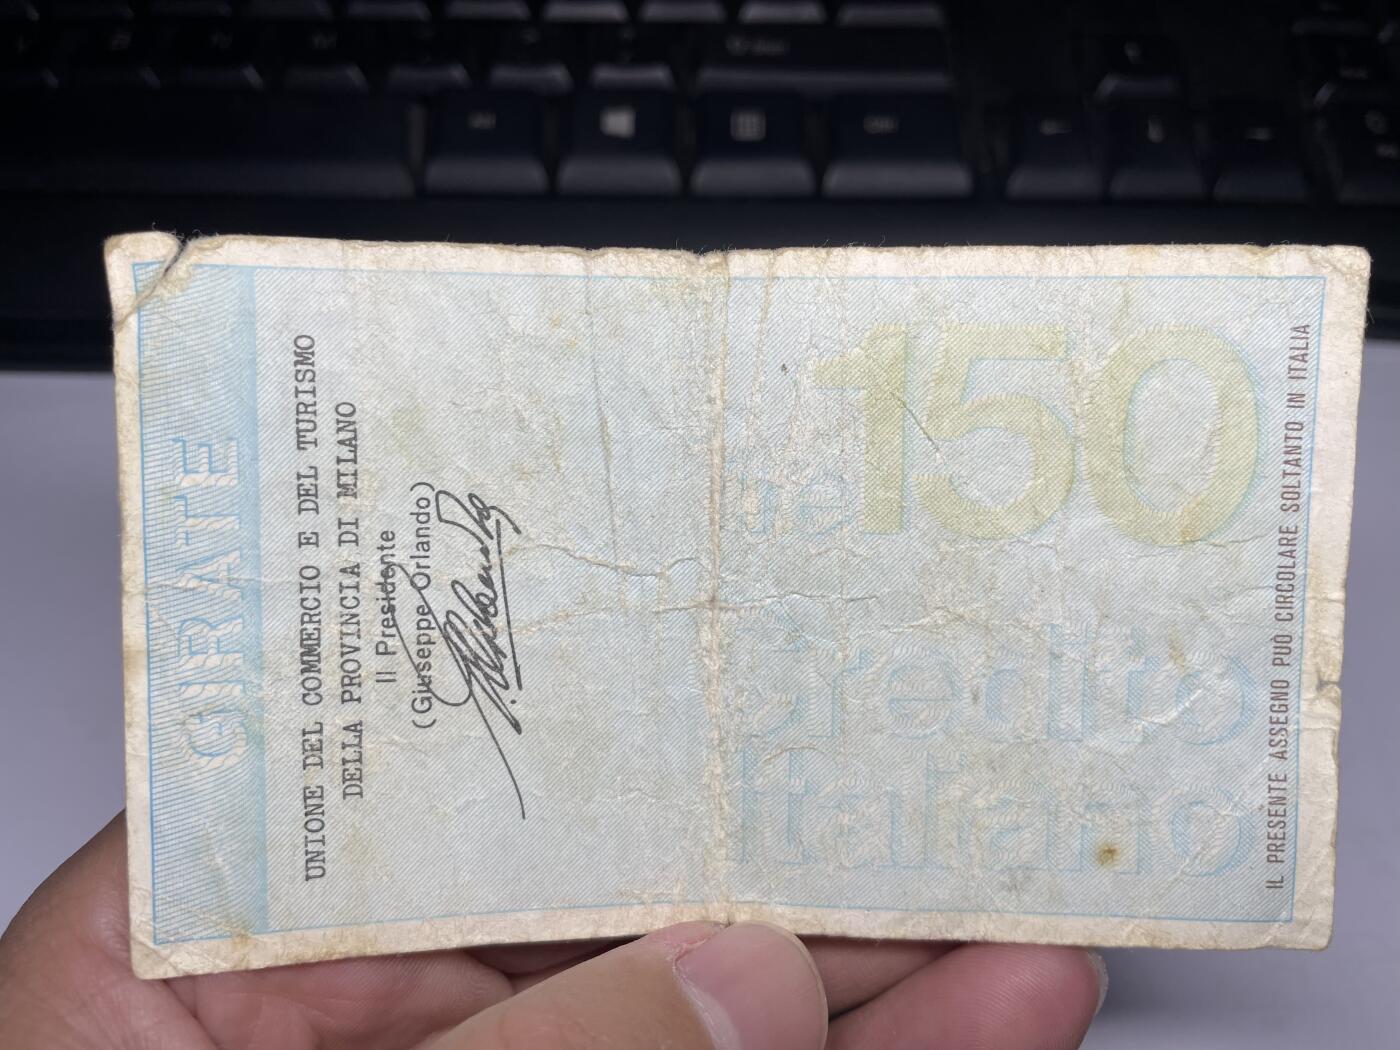 GIRATE
UNIONE DEL COMMERCIO E DEL TURISMO
DELLA PROVINCIA DI MILANO
Il Presidente
(Giuseppe Orlando)
150
credito
italiano
IL PRESENTE ASSEGNO PUÒ CIRCOLARE SOLTANTO IN ITALIA